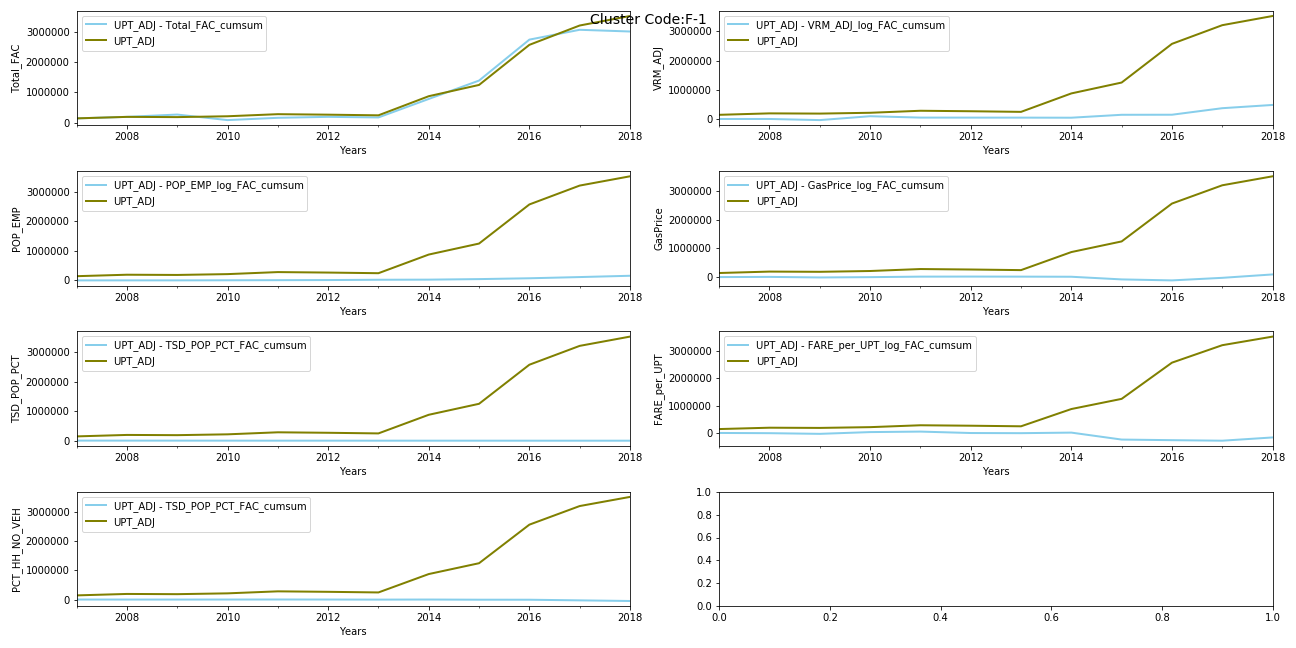 Cluster Code:F-1
UPT_ADJ - Total_FAC_cumsum
UPT_ADJ
Total_FAC
3000000
2000000
1000000
0
2008 2010 2012 2014 2016 2018
Years
UPT_ADJ - VRM_ADJ_log_FAC_cumsum
UPT_ADJ
VRM_ADJ
3000000
2000000
1000000
0
2008 2010 2012 2014 2016 2018
Years
UPT_ADJ - POP_EMP_log_FAC_cumsum
UPT_ADJ
POP_EMP
3000000
2000000
1000000
0
2008 2010 2012 2014 2016 2018
Years
UPT_ADJ - GasPrice_log_FAC_cumsum
UPT_ADJ
GasPrice
3000000
2000000
1000000
0
2008 2010 2012 2014 2016 2018
Years
UPT_ADJ - TSD_POP_PCT_FAC_cumsum
UPT_ADJ
TSD_POP_PCT
3000000
2000000
1000000
0
2008 2010 2012 2014 2016 2018
Years
UPT_ADJ - FARE_per_UPT_log_FAC_cumsum
UPT_ADJ
FARE_per_UPT
3000000
2000000
1000000
0
2008 2010 2012 2014 2016 2018
Years
UPT_ADJ - TSD_POP_PCT_FAC_cumsum
UPT_ADJ
PCT_HH_NO_VEH
3000000
2000000
1000000
0
2008 2010 2012 2014 2016 2018
Years
1.0
0.8
0.6
0.4
0.2
0.0
0.0 0.2 0.4 0.6 0.8 1.0